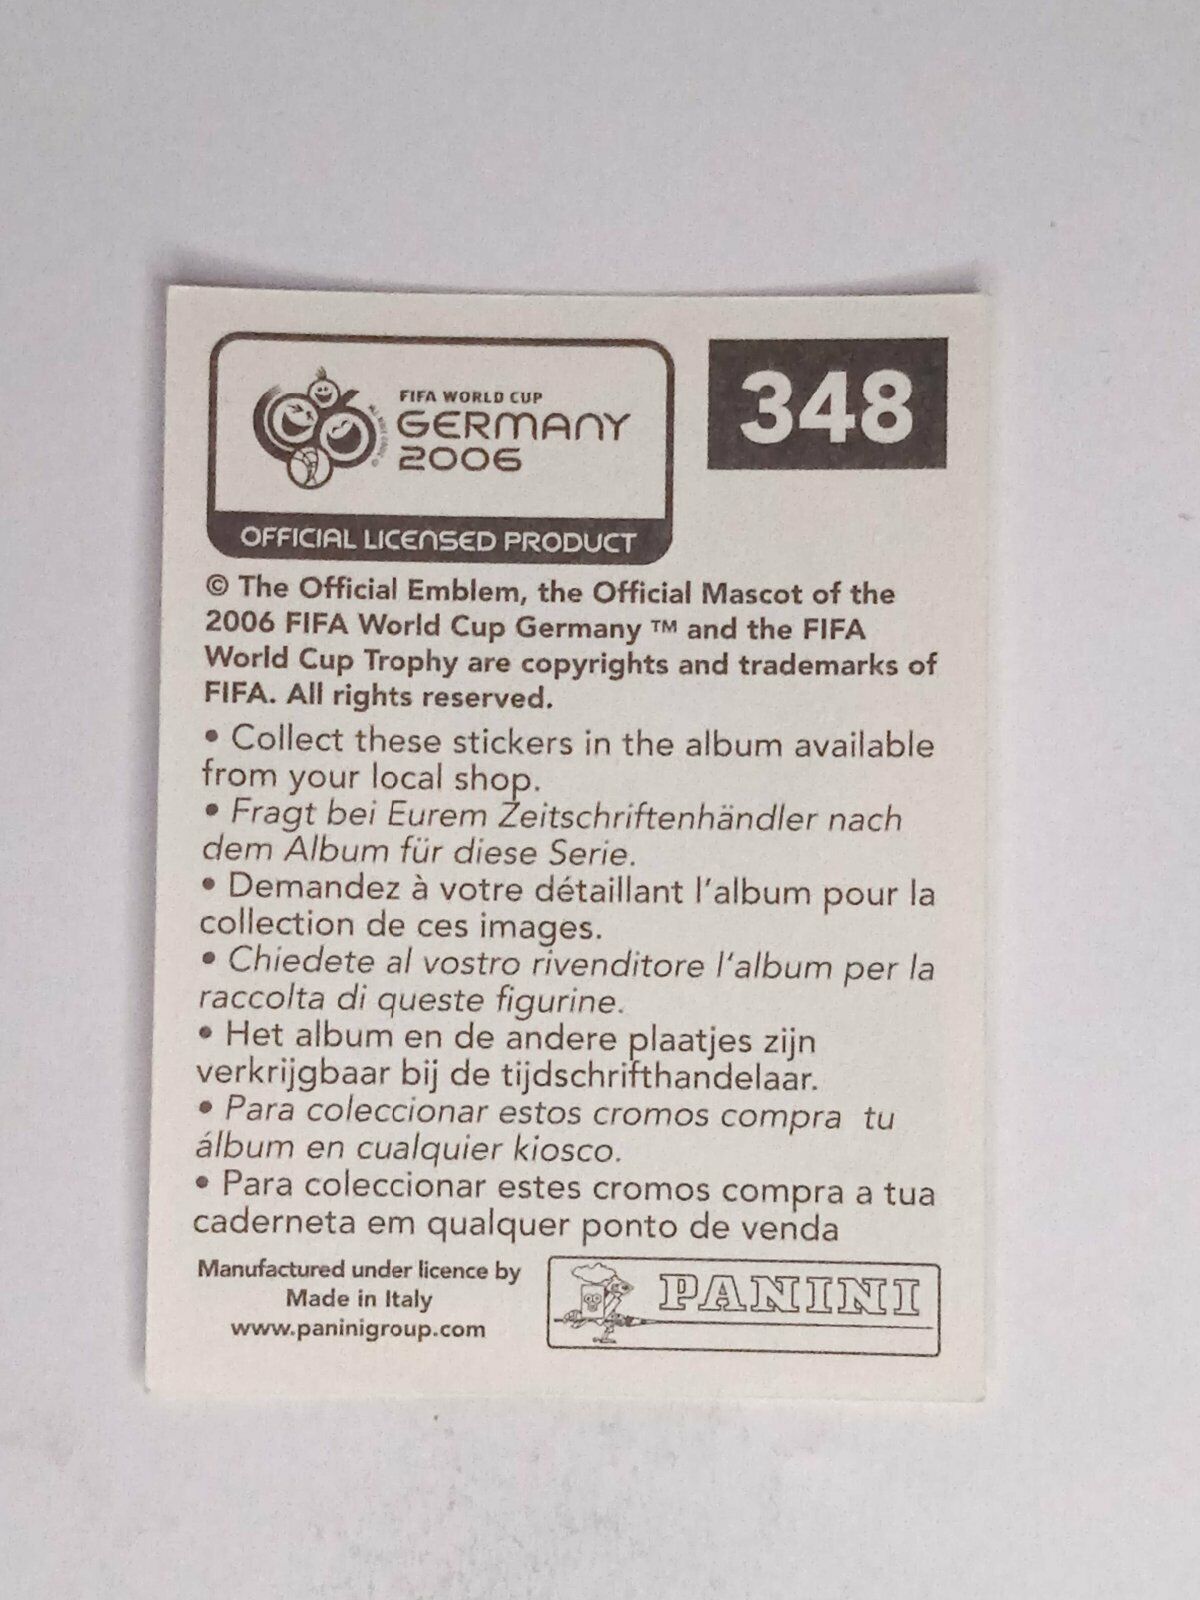 FIFA WORLD CUP
GERMANY
2006
348
OFFICIAL LICENSED PRODUCT
© The Official Emblem, the Official Mascot of the
2006 FIFA World Cup Germany ™ and the FIFA
World Cup Trophy are copyrights and trademarks of
FIFA. All rights reserved.
• Collect these stickers in the album available
from your local shop.
• Fragt bei Eurem Zeitschriftenhändler nach
dem Album für diese Serie.
• Demandez à votre détaillant l'album pour la
collection de ces images.
• Chiedete al vostro rivenditore l'album per la
raccolta di queste figurine.
• Het album en de andere plaatjes zijn
verkrijgbaar bij de tijdschrifthandelaar.
• Para coleccionar estos cromos compra tu
álbum en cualquier kiosco.
• Para coleccionar estes cromos compra a tua
caderneta em qualquer ponto de venda
Manufactured under licence by
Made in Italy
www.paninigroup.com
PANINI